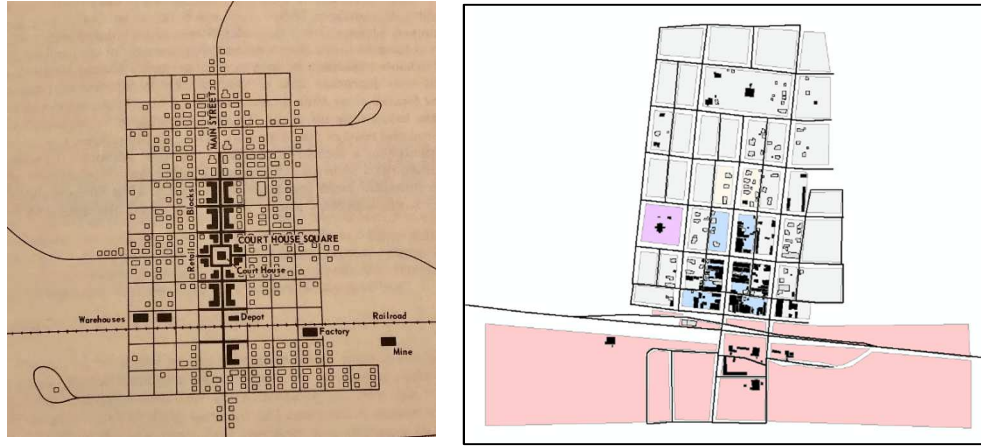 MAIN STREET
Blocks
COURT HOUSE SQUARE
Retail
Court House
Warehouses
Depot
Railroad
Factory
Mine